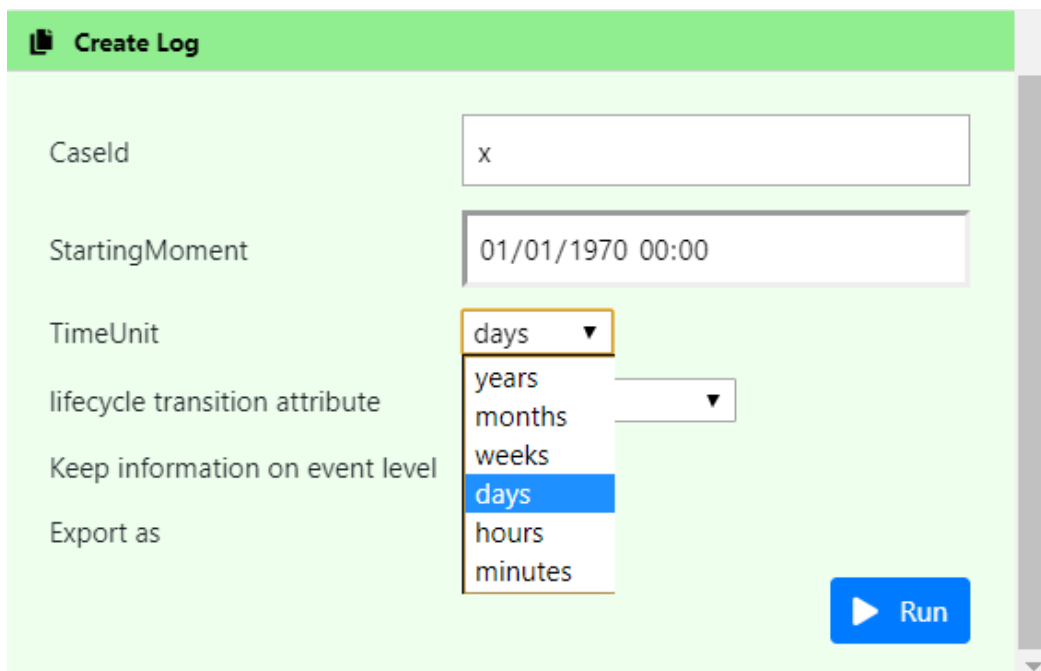 Create Log
CaseId
x
StartingMoment
01/01/1970 00:00
TimeUnit
days
years
months
weeks
days
hours
minutes
lifecycle transition attribute
Keep information on event level
Export as
Run